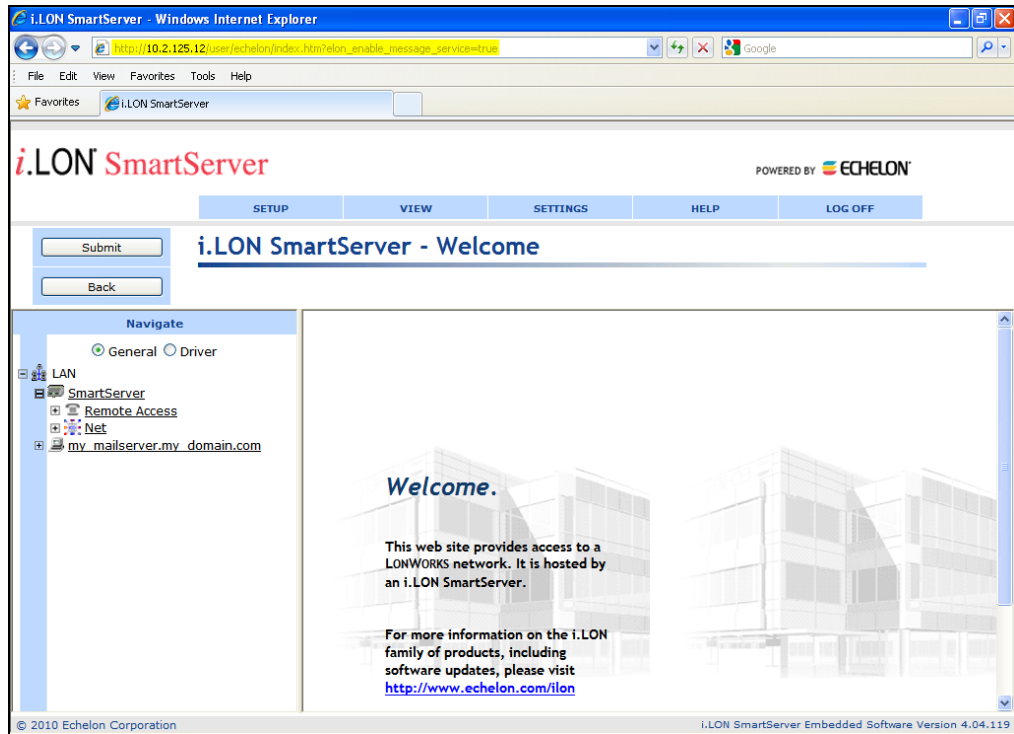 i.LON SmartServer - Windows Internet Explorer
http://10.2.125.12/user/echelon/index.htm?elon_enable_message_service=true
Google
File Edit View Favorites Tools Help
Favorites
i.LON SmartServer
i.LON SmartServer
POWERED BY ECHELON
SETUP VIEW SETTINGS HELP LOG OFF
Submit
i.LON SmartServer - Welcome
Back
Navigate
General Driver
LAN
SmartServer
Remote Access
Net
my_mailserver.my_domain.com
Welcome.
This web site provides access to a
LONWORKS network. It is hosted by
an i.LON SmartServer.
For more information on the i.LON
family of products, including
software updates, please visit
http://www.echelon.com/ilon
© 2010 Echelon Corporation
i.LON SmartServer Embedded Software Version 4.04.119